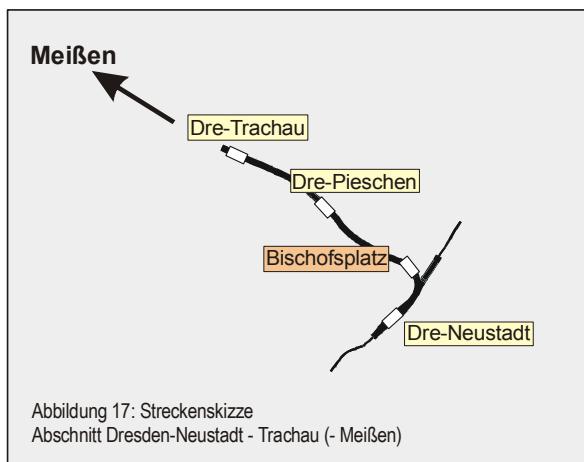 Meißen
Dre-Trachau
Dre-Pieschen
Bischofsplatz
Dre-Neustadt
Abbildung 17: Streckenskizze
Abschnitt Dresden-Neustadt - Trachau (- Meißen)